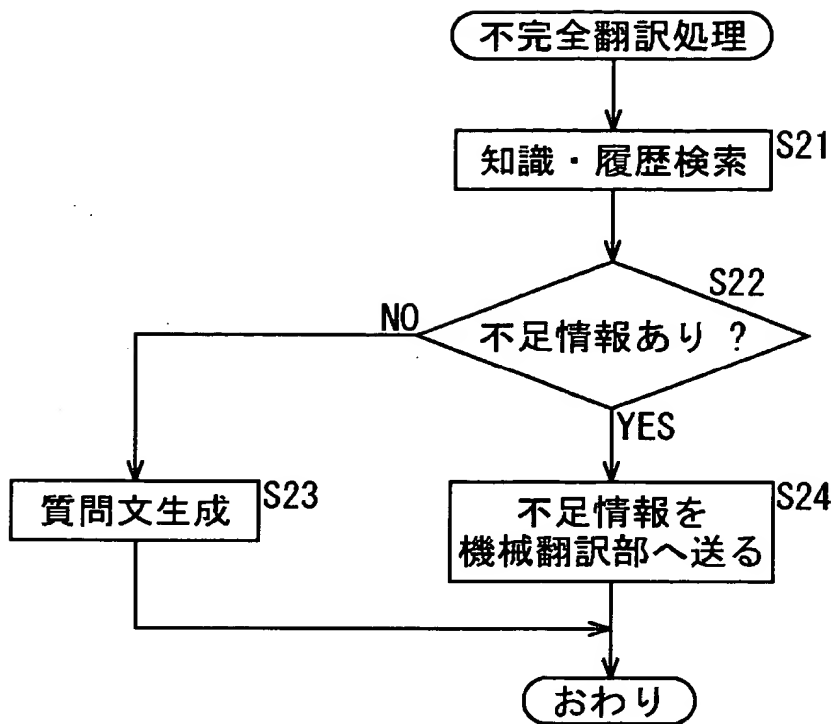 不完全翻訳処理
知識・履歴検索
S21
S22
不足情報あり ?
NO
YES
質問文生成
S23
不足情報を
機械翻訳部へ送る
S24
おわり